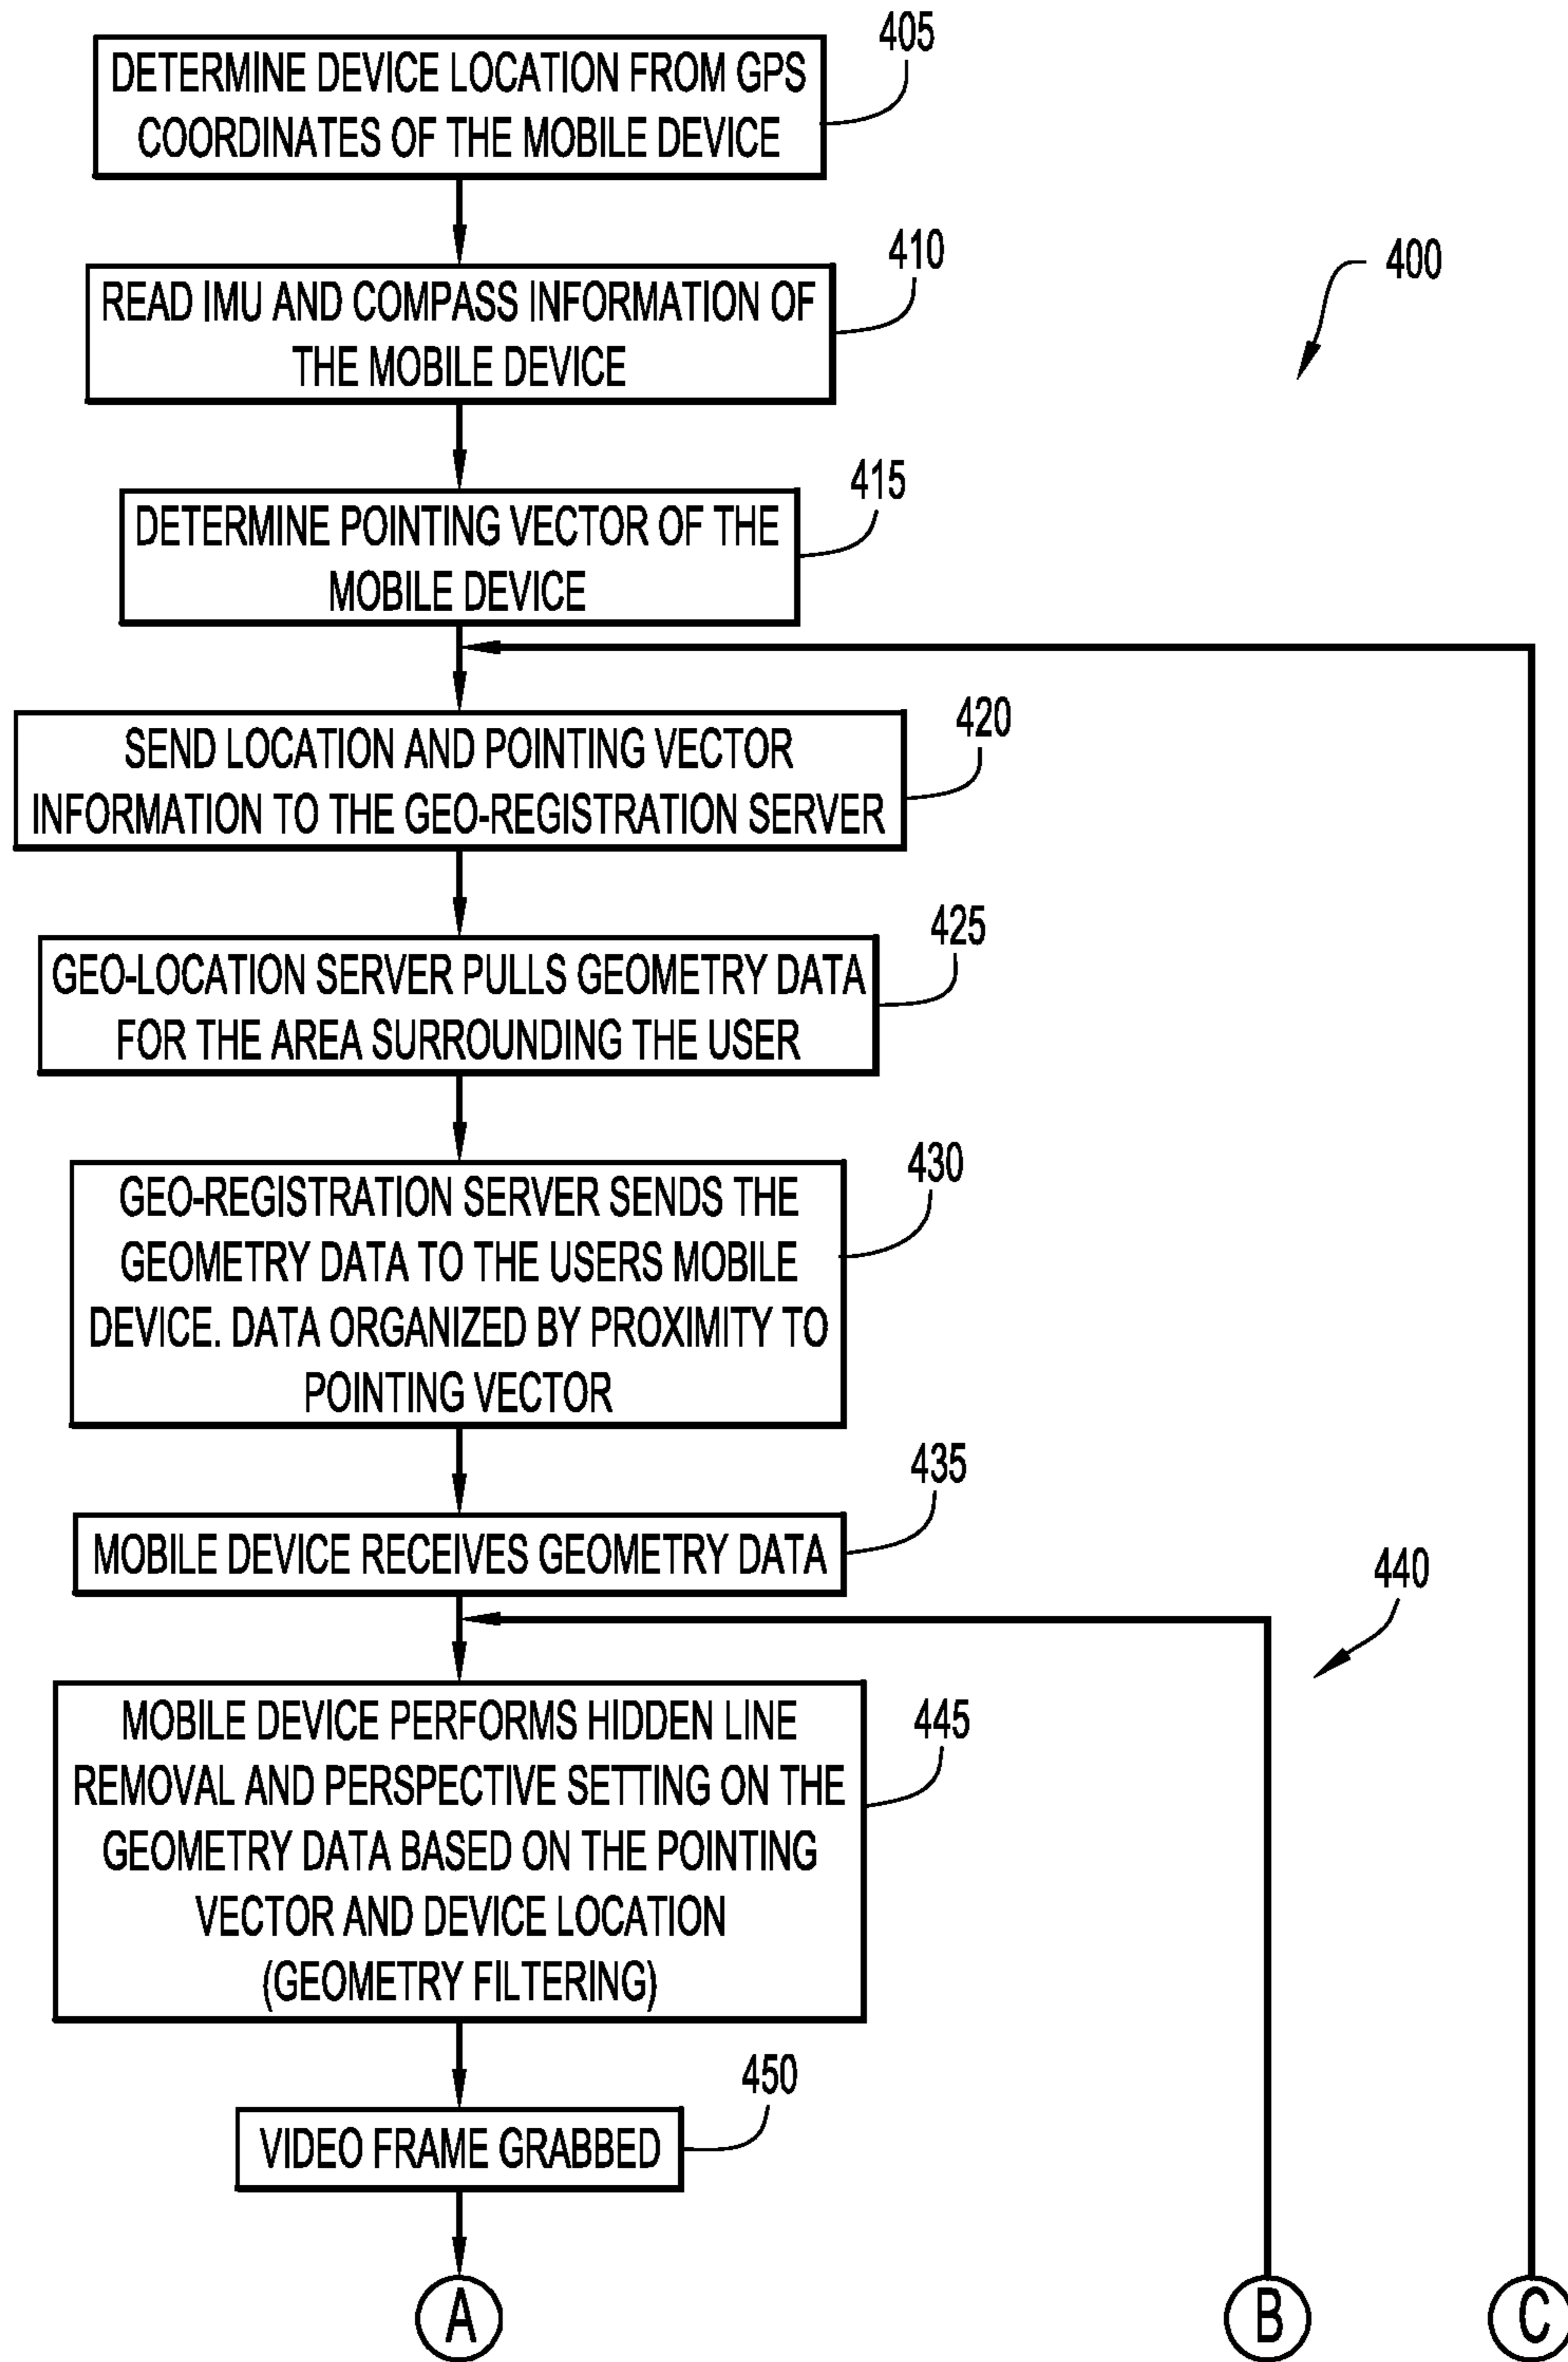 405
DETERMINE DEVICE LOCATION FROM GPS
COORDINATES OF THE MOBILE DEVICE
410
READ IMU AND COMPASS INFORMATION OF
THE MOBILE DEVICE
400
415
DETERMINE POINTING VECTOR OF THE
MOBILE DEVICE
420
SEND LOCATION AND POINTING VECTOR
INFORMATION TO THE GEO-REGISTRATION SERVER
425
GEO-LOCATION SERVER PULLS GEOMETRY DATA
FOR THE AREA SURROUNDING THE USER
430
GEO-REGISTRATION SERVER SENDS THE
GEOMETRY DATA TO THE USERS MOBILE
DEVICE. DATA ORGANIZED BY PROXIMITY TO
POINTING VECTOR
435
MOBILE DEVICE RECEIVES GEOMETRY DATA
440
445
MOBILE DEVICE PERFORMS HIDDEN LINE
REMOVAL AND PERSPECTIVE SETTING ON THE
GEOMETRY DATA BASED ON THE POINTING
VECTOR AND DEVICE LOCATION
(GEOMETRY FILTERING)
450
VIDEO FRAME GRABBED
A
B
C